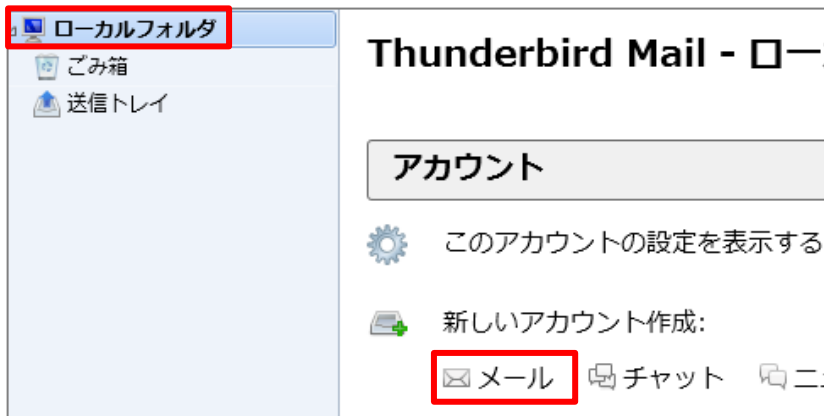 ローカルフォルダ
ごみ箱
送信トレイ
Thunderbird Mail - ロー
アカウント
このアカウントの設定を表示する
新しいアカウント作成:
メール チャット ニ